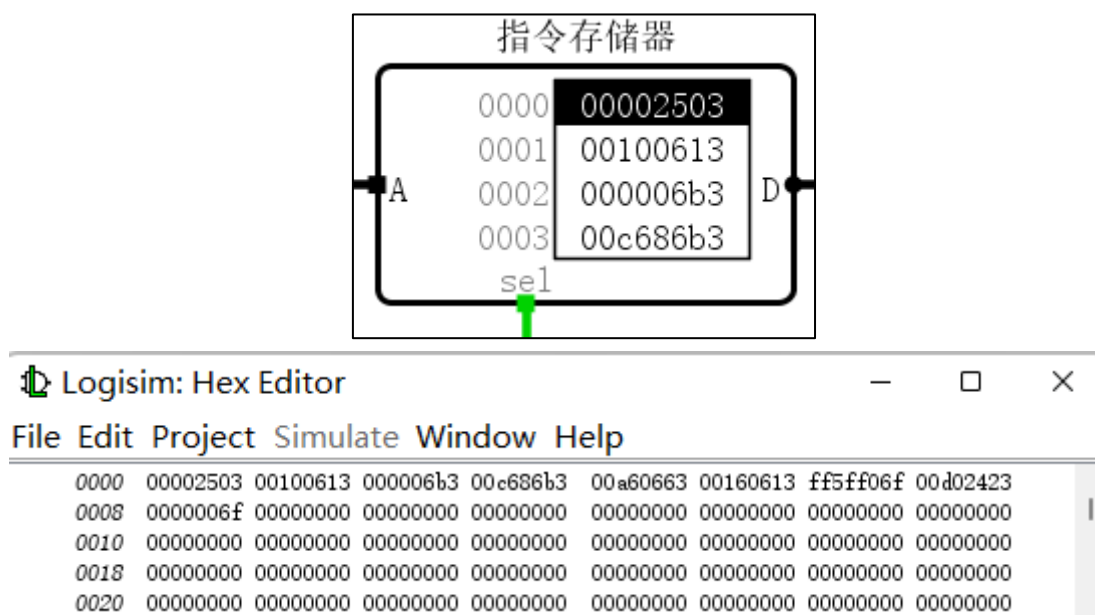 指令存储器
0000 00002503
0001 00100613
A 0002 000006b3 D
0003 00c686b3
sel
Logisim: Hex Editor
File Edit Project Simulate Window Help
0000 00002503 00100613 000006b3 00c686b3 00a60663 00160613 ff5ff06f 00d02423
0008 0000006f 00000000 00000000 00000000 00000000 00000000 00000000 00000000
0010 00000000 00000000 00000000 00000000 00000000 00000000 00000000 00000000
0018 00000000 00000000 00000000 00000000 00000000 00000000 00000000 00000000
0020 00000000 00000000 00000000 00000000 00000000 00000000 00000000 00000000